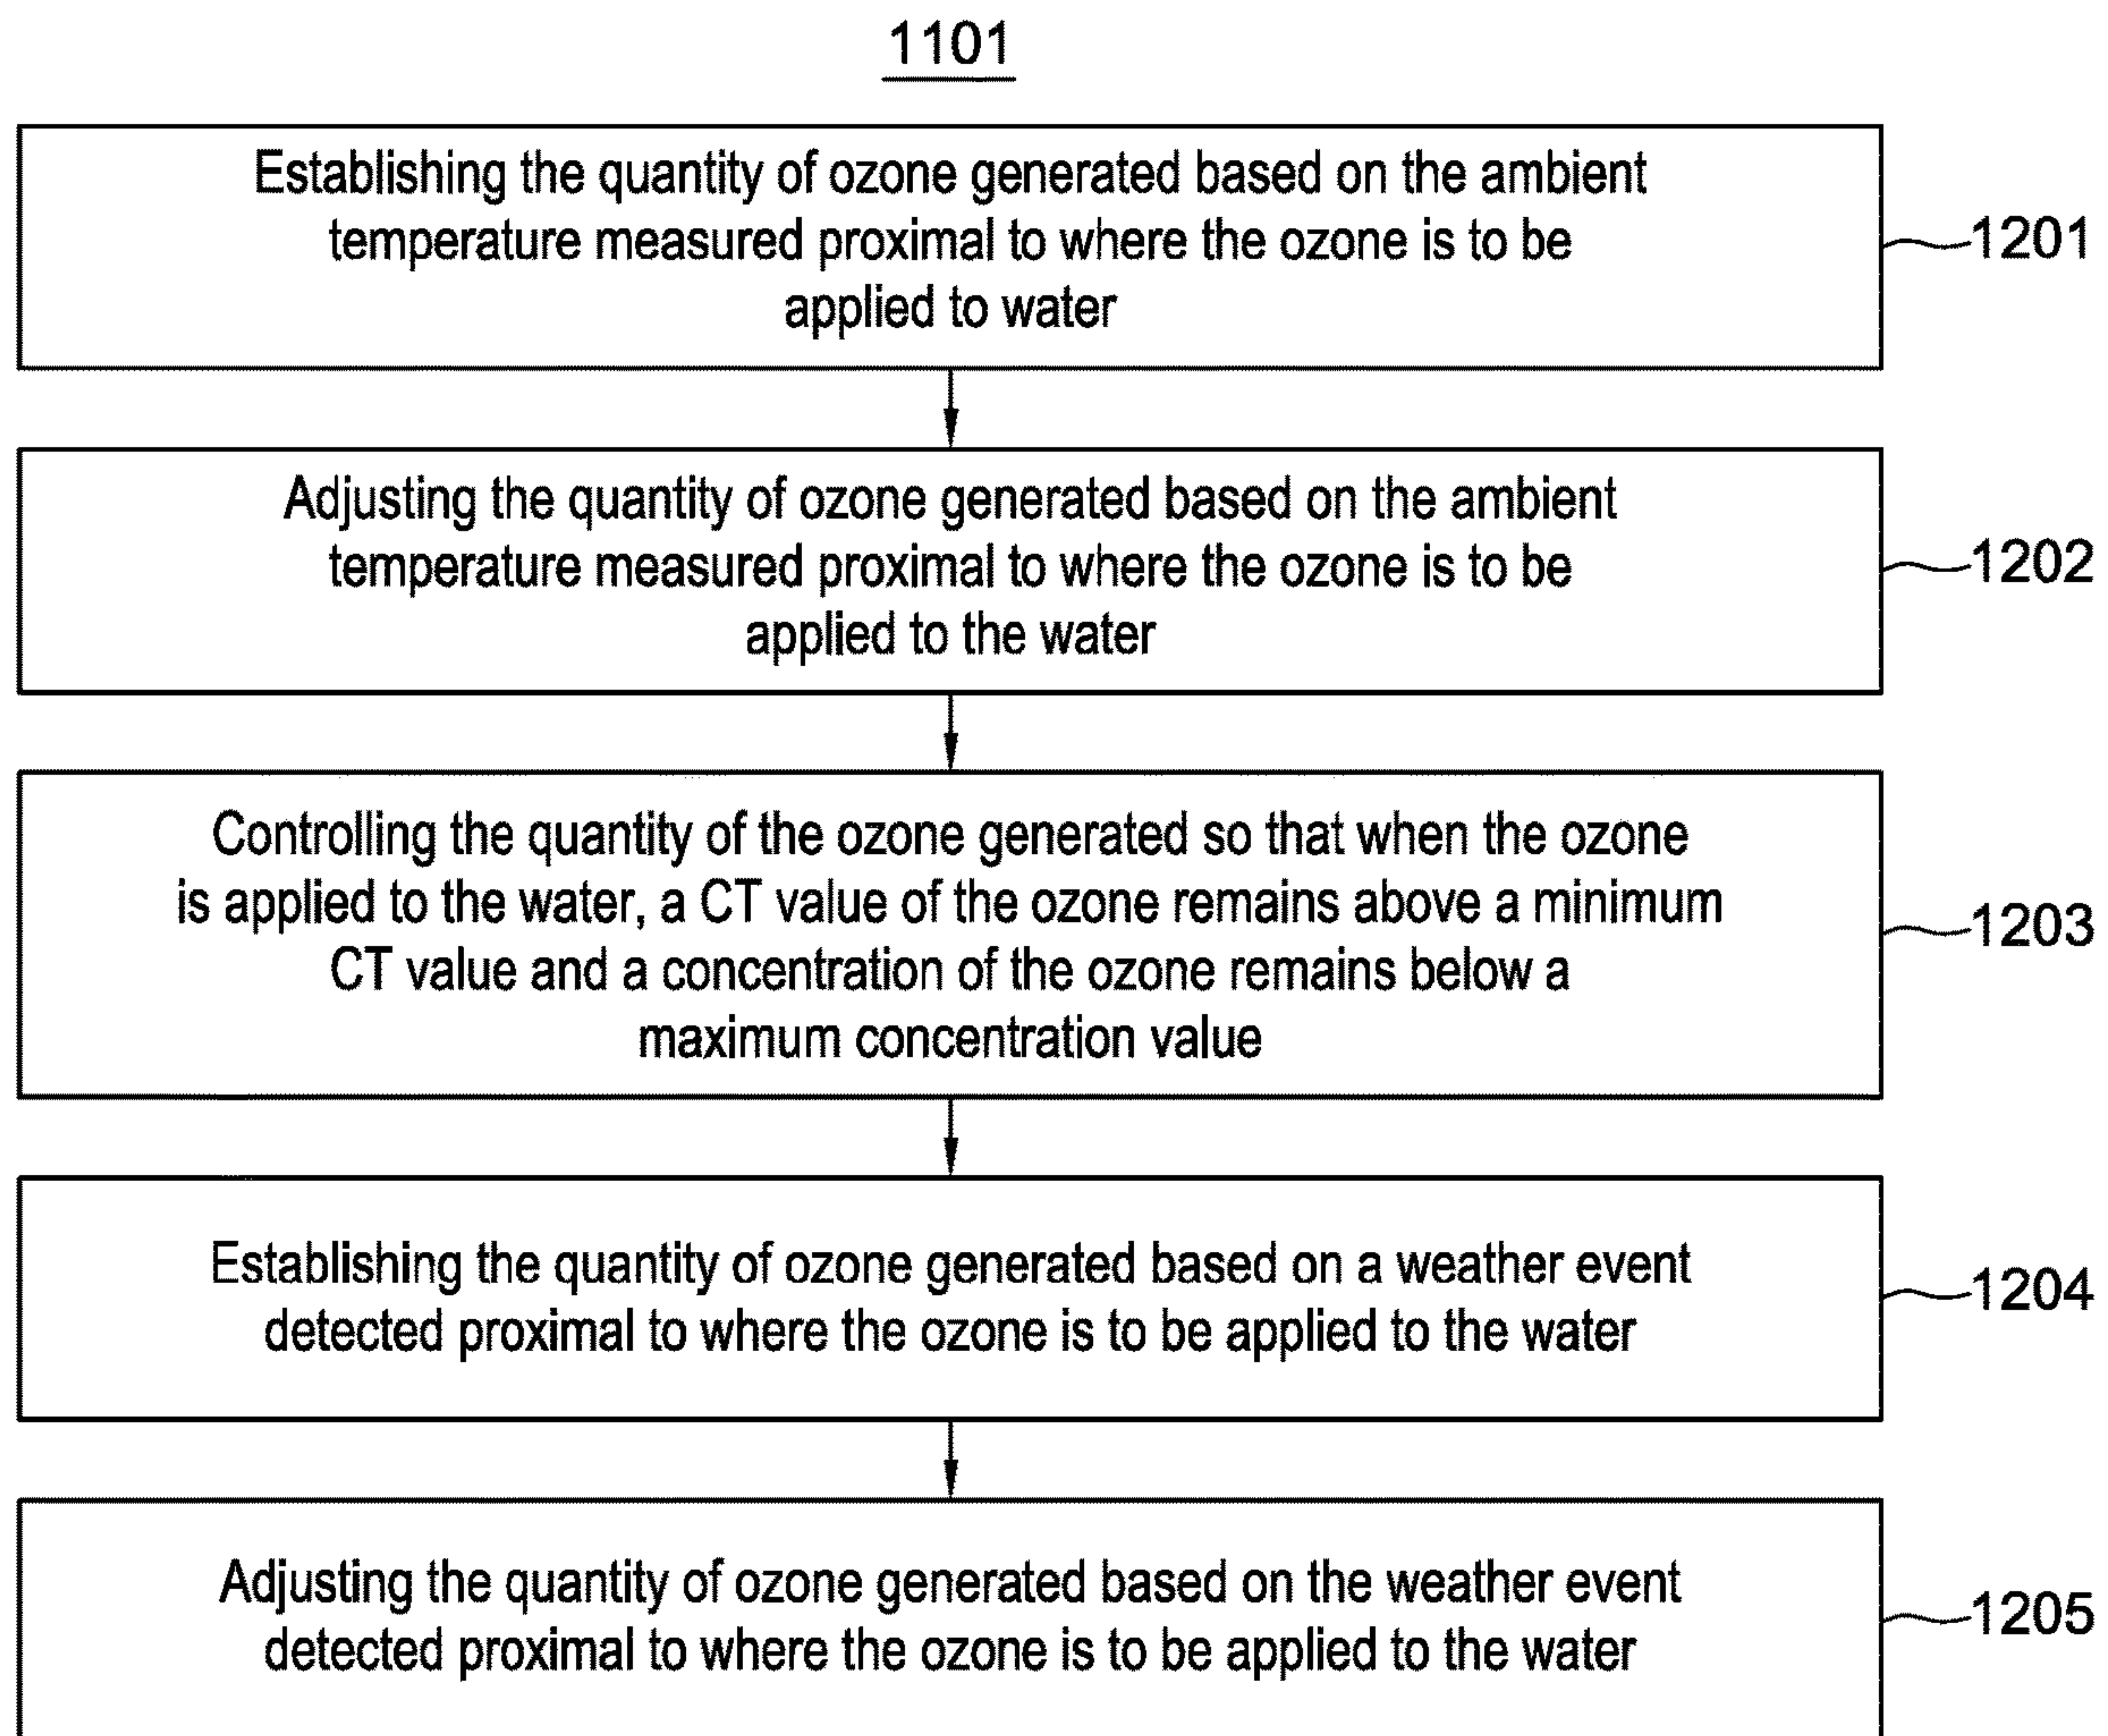 1101
Establishing the quantity of ozone generated based on the ambient
temperature measured proximal to where the ozone is to be
applied to water
1201
Adjusting the quantity of ozone generated based on the ambient
temperature measured proximal to where the ozone is to be
applied to the water
1202
Controlling the quantity of the ozone generated so that when the ozone
is applied to the water, a CT value of the ozone remains above a minimum
CT value and a concentration of the ozone remains below a
maximum concentration value
1203
Establishing the quantity of ozone generated based on a weather event
detected proximal to where the ozone is to be applied to the water
1204
Adjusting the quantity of ozone generated based on the weather event
detected proximal to where the ozone is to be applied to the water
1205